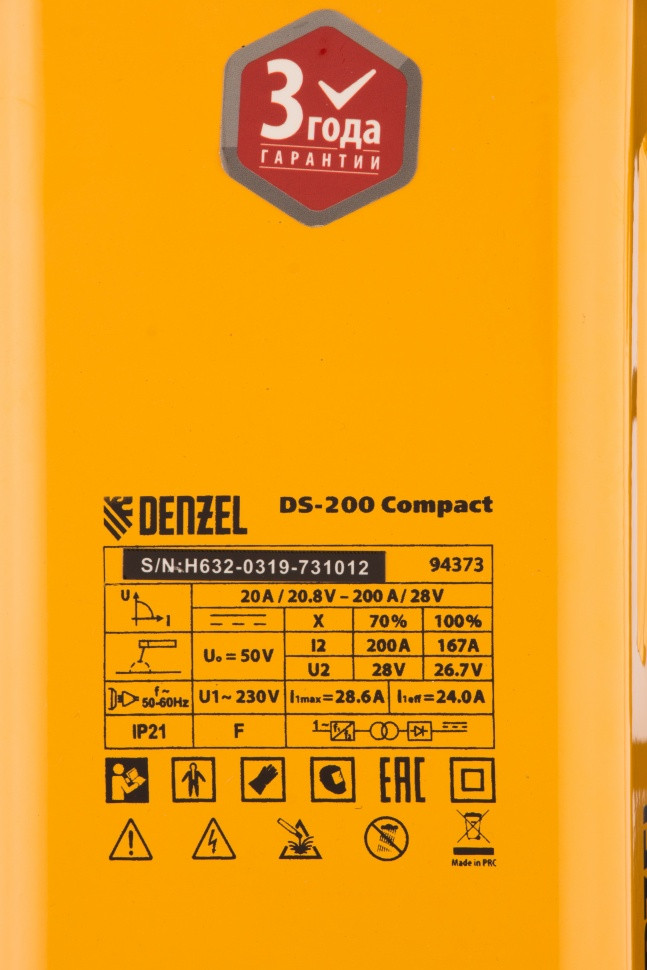 3 года
ГАРАНТИИ
DENZEL DS-200 Compact
S/N:H632-0319-731012 94373
U I 20A / 20.8V – 200 A / 28V
X 70% 100%
U₀ = 50V I2 200A 167A
U2 28V 26.7V
f~ 50-60Hz U1~ 230V I1max=28.6A I1eff=24.0A
IP21 F 1~ f1 f2
EAC
Made in PRC